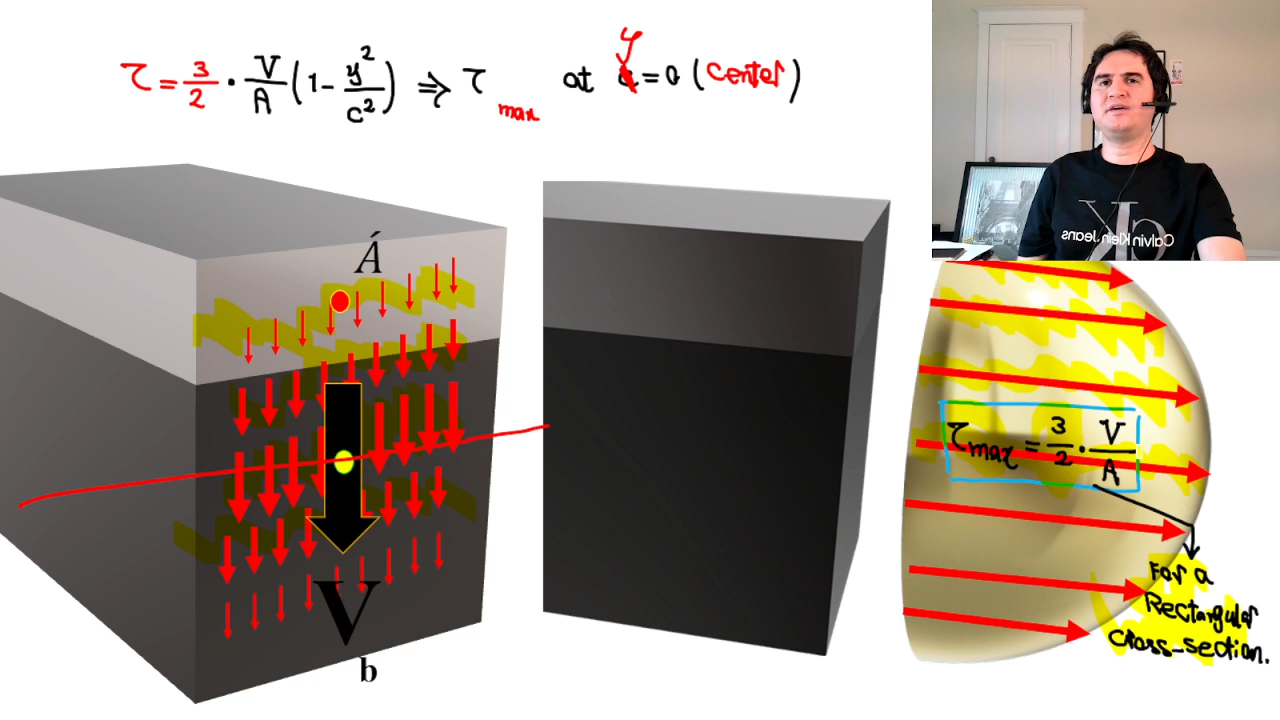 τ = 3/2 · V/A (1 - y²/c²) ⇒ τ max at y = 0 (center)
Á
V
b
Calvin Klein Jeans
τmax = 3/2 · V/A
For a
Rectangular
cross-section.